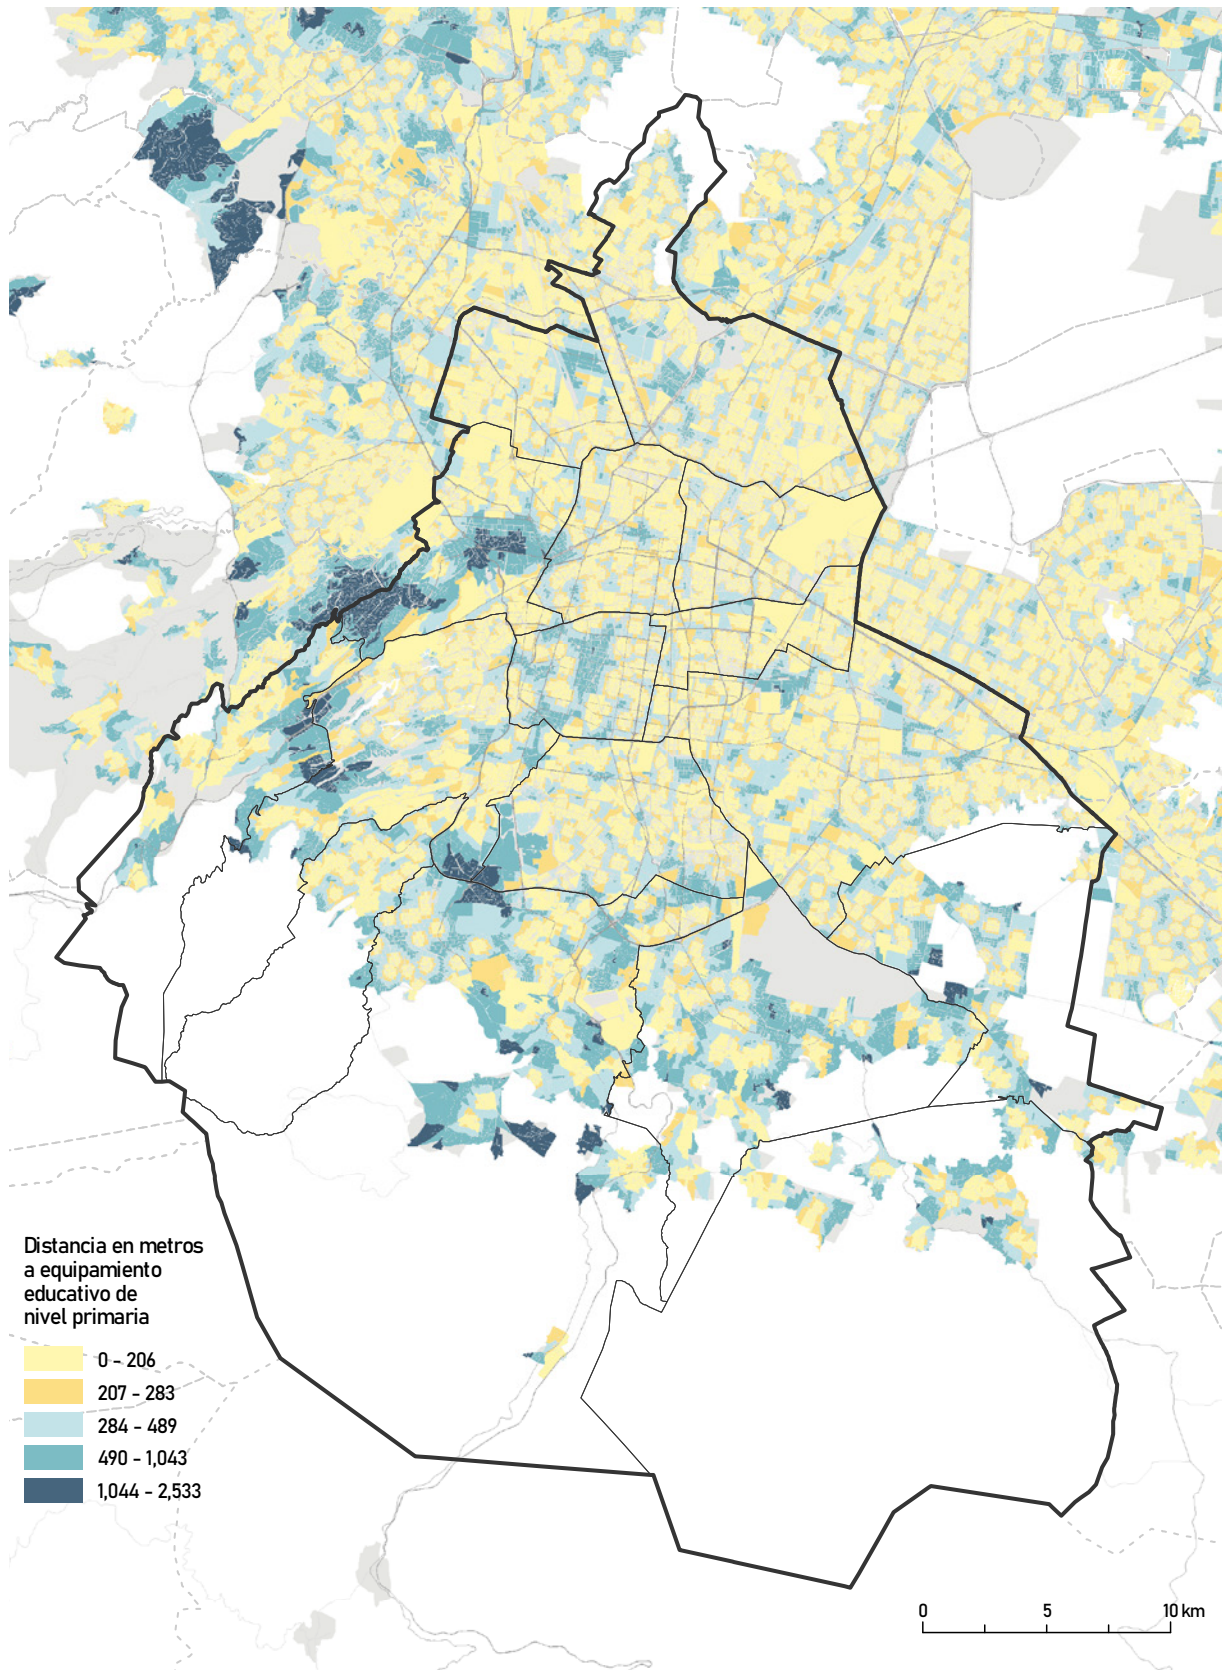 Distancia en metros
a equipamiento
educativo de
nivel primaria
0 - 206
207 - 283
284 - 489
490 - 1,043
1,044 - 2,533
0 5 10 km